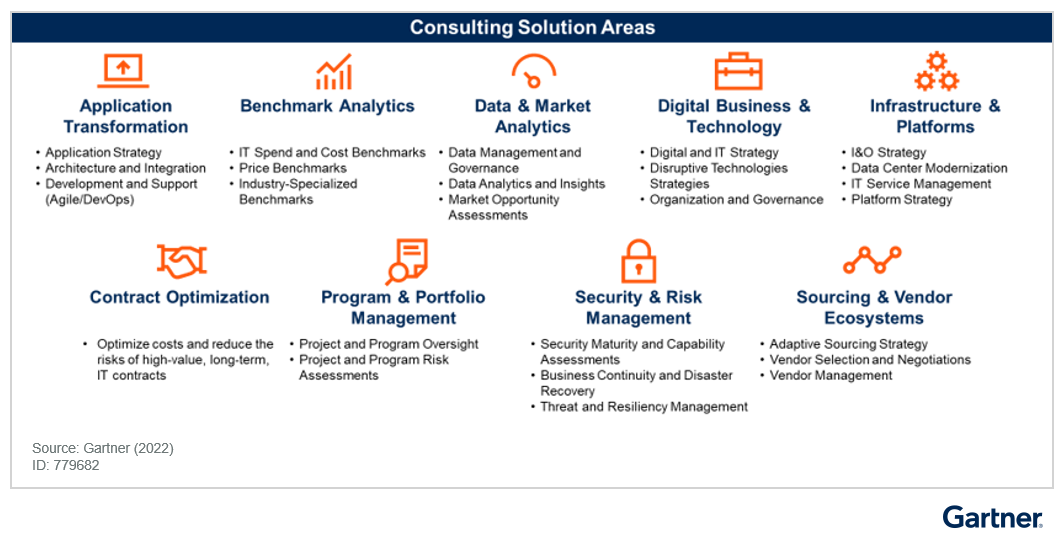 Consulting Solution Areas
Application
Transformation
• Application Strategy
• Architecture and Integration
• Development and Support
(Agile/DevOps)
Benchmark Analytics
• IT Spend and Cost Benchmarks
• Price Benchmarks
• Industry-Specialized
Benchmarks
Data & Market
Analytics
• Data Management and
Governance
• Data Analytics and Insights
• Market Opportunity
Assessments
Digital Business &
Technology
• Digital and IT Strategy
• Disruptive Technologies
Strategies
• Organization and Governance
Infrastructure &
Platforms
• I&O Strategy
• Data Center Modernization
• IT Service Management
• Platform Strategy
Contract Optimization
• Optimize costs and reduce the
risks of high-value, long-term,
IT contracts
Program & Portfolio
Management
• Project and Program Oversight
• Project and Program Risk
Assessments
Security & Risk
Management
• Security Maturity and Capability
Assessments
• Business Continuity and Disaster
Recovery
• Threat and Resiliency Management
Sourcing & Vendor
Ecosystems
• Adaptive Sourcing Strategy
• Vendor Selection and Negotiations
• Vendor Management
Source: Gartner (2022)
ID: 779682
Gartner